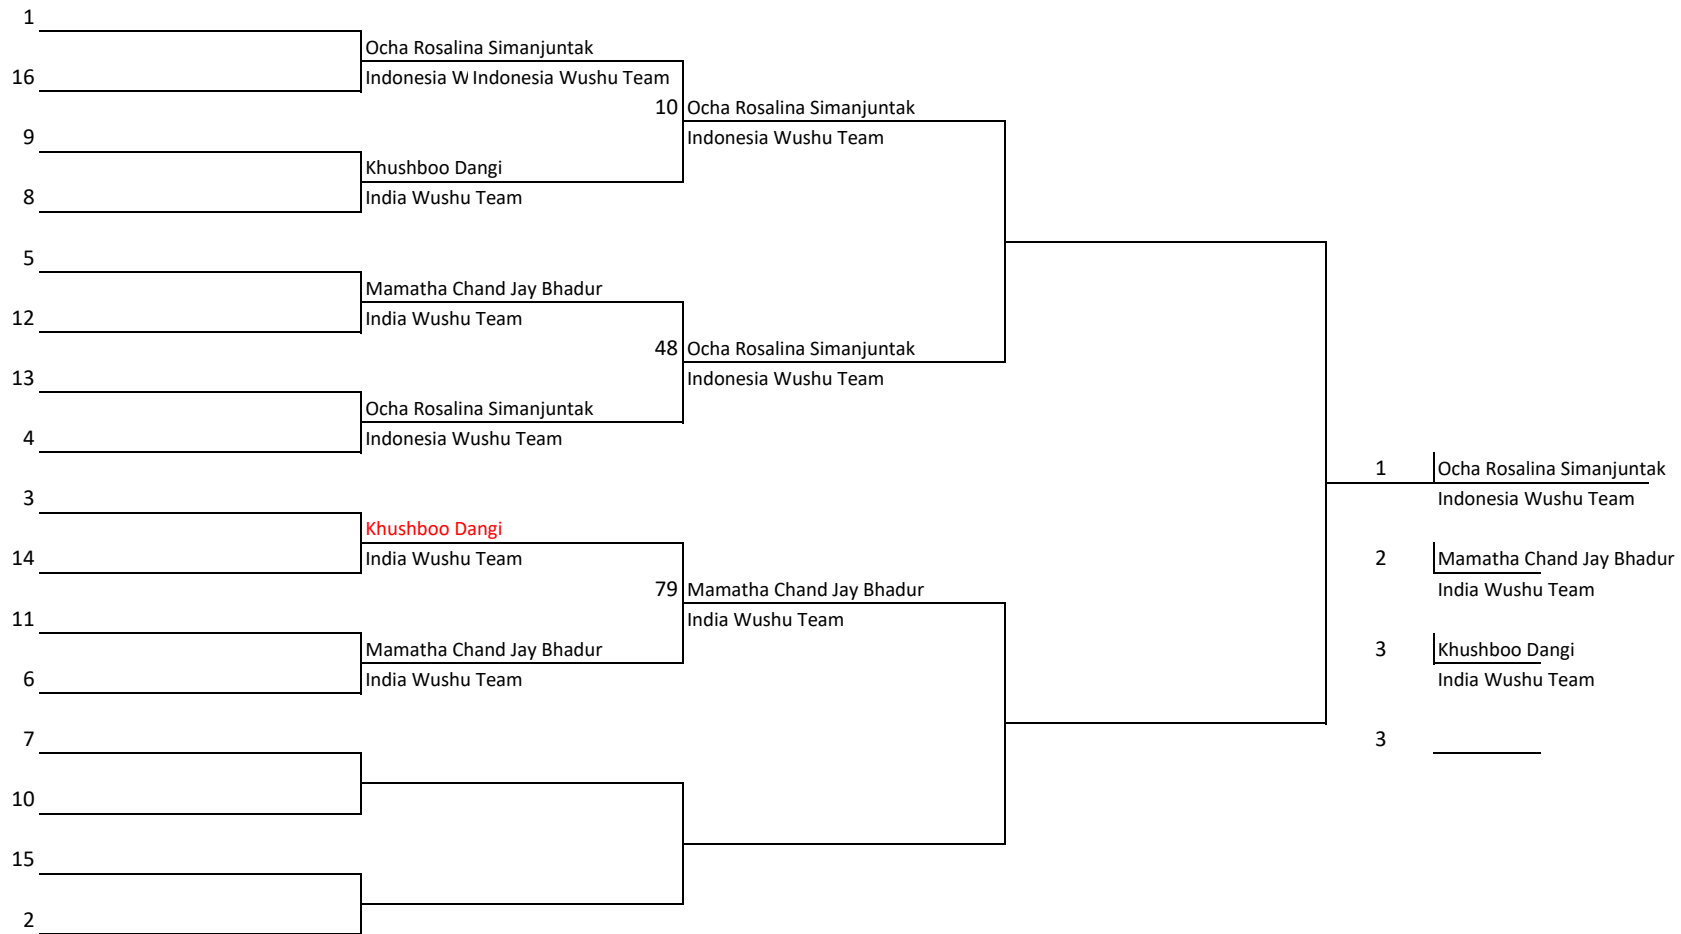 1
Ocha Rosalina Simanjuntak
16
Indonesia W Indonesia Wushu Team
10 Ocha Rosalina Simanjuntak
9
Indonesia Wushu Team
Khushboo Dangi
8
India Wushu Team
5
Mamatha Chand Jay Bhadur
12
India Wushu Team
48 Ocha Rosalina Simanjuntak
13
Indonesia Wushu Team
Ocha Rosalina Simanjuntak
4
Indonesia Wushu Team
1 Ocha Rosalina Simanjuntak
3
Indonesia Wushu Team
Khushboo Dangi
14
India Wushu Team
2 Mamatha Chand Jay Bhadur
79 Mamatha Chand Jay Bhadur
India Wushu Team
11
India Wushu Team
Mamatha Chand Jay Bhadur
3 Khushboo Dangi
6
India Wushu Team
India Wushu Team
7
3
10
15
2